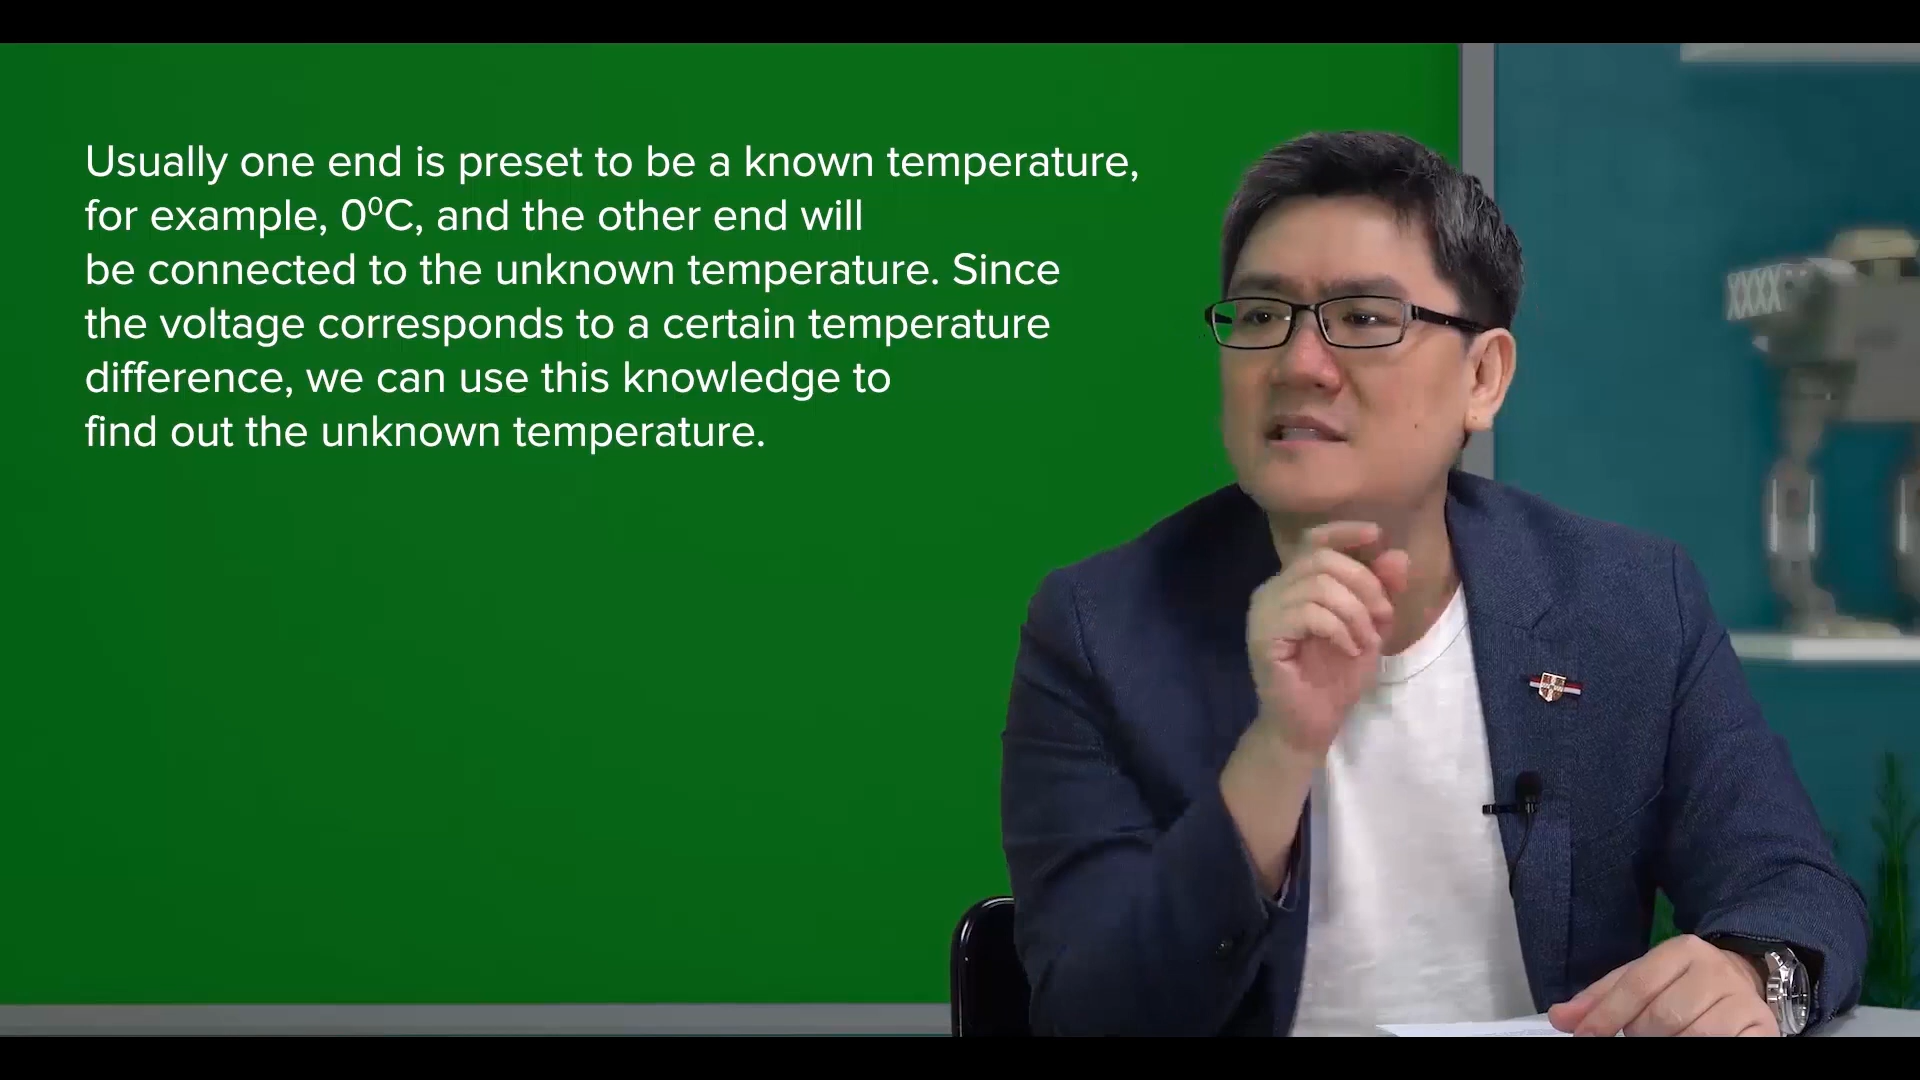 Usually one end is preset to be a known temperature,
for example, 0⁰C, and the other end will
be connected to the unknown temperature. Since
the voltage corresponds to a certain temperature
difference, we can use this knowledge to
find out the unknown temperature.